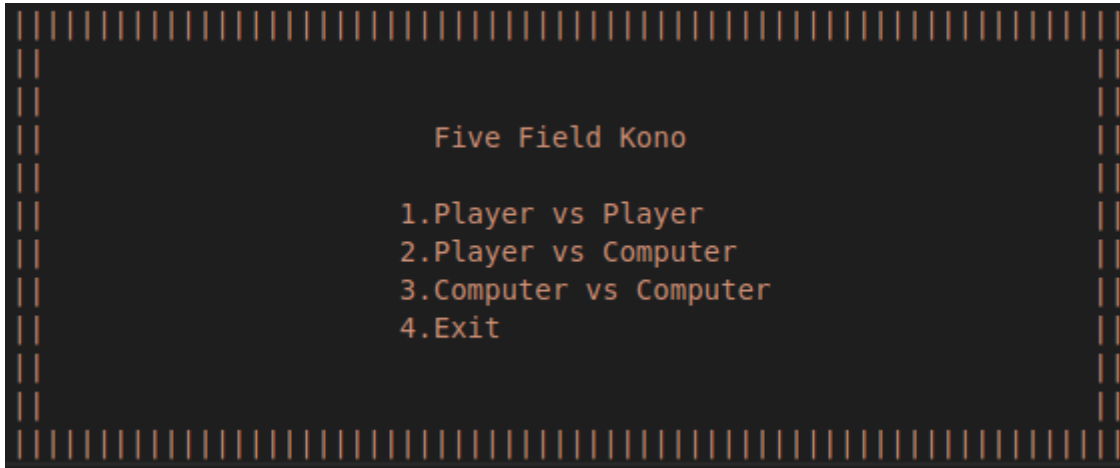 ||||||||||||||||||||||||||||||||||||||||||||||||||||||||||||||||||
||                                                               ||
||                                                               ||
||                       Five Field Kono                         ||
||                                                               ||
||                     1.Player vs Player                        ||
||                     2.Player vs Computer                      ||
||                     3.Computer vs Computer                    ||
||                     4.Exit                                    ||
||                                                               ||
||                                                               ||
||||||||||||||||||||||||||||||||||||||||||||||||||||||||||||||||||